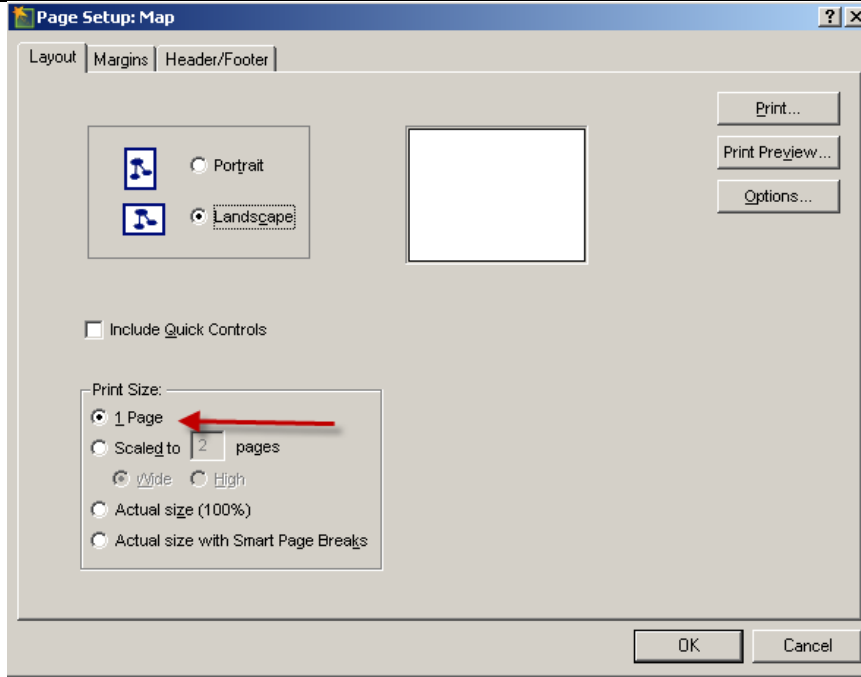 Page Setup: Map
Layout Margins Header/Footer
Print...
Portrait
Print Preview...
Options...
Landscape
Include Quick Controls
Print Size:
1 Page
Scaled to 2 pages
Wide High
Actual size (100%)
Actual size with Smart Page Breaks
OK Cancel